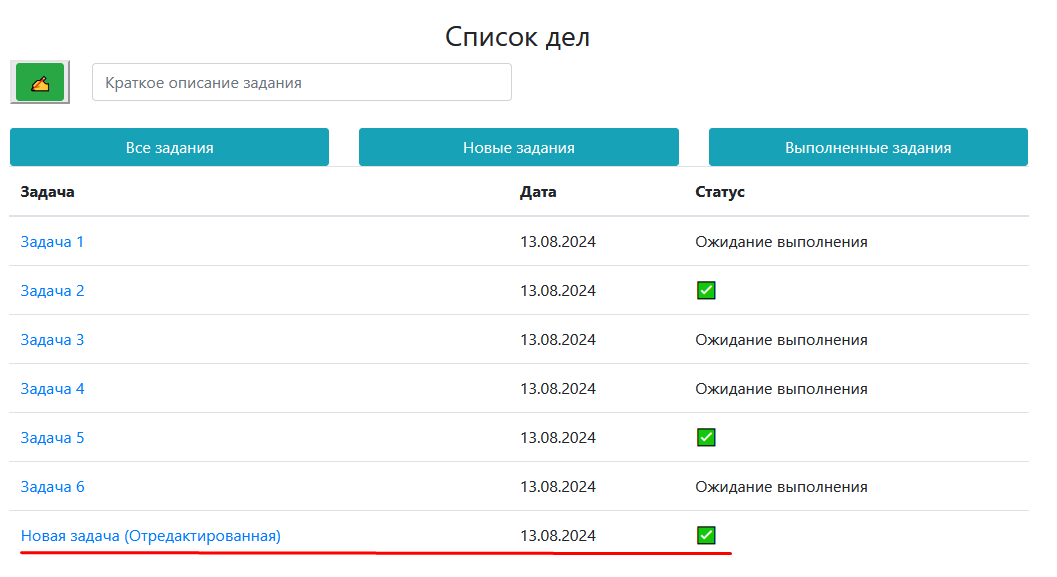 Список дел
Краткое описание задания
Все задания Новые задания Выполненные задания
Задача Дата Статус
Задача 1 13.08.2024 Ожидание выполнения
Задача 2 13.08.2024 ✅
Задача 3 13.08.2024 Ожидание выполнения
Задача 4 13.08.2024 Ожидание выполнения
Задача 5 13.08.2024 ✅
Задача 6 13.08.2024 Ожидание выполнения
Новая задача (Отредактированная) 13.08.2024 ✅